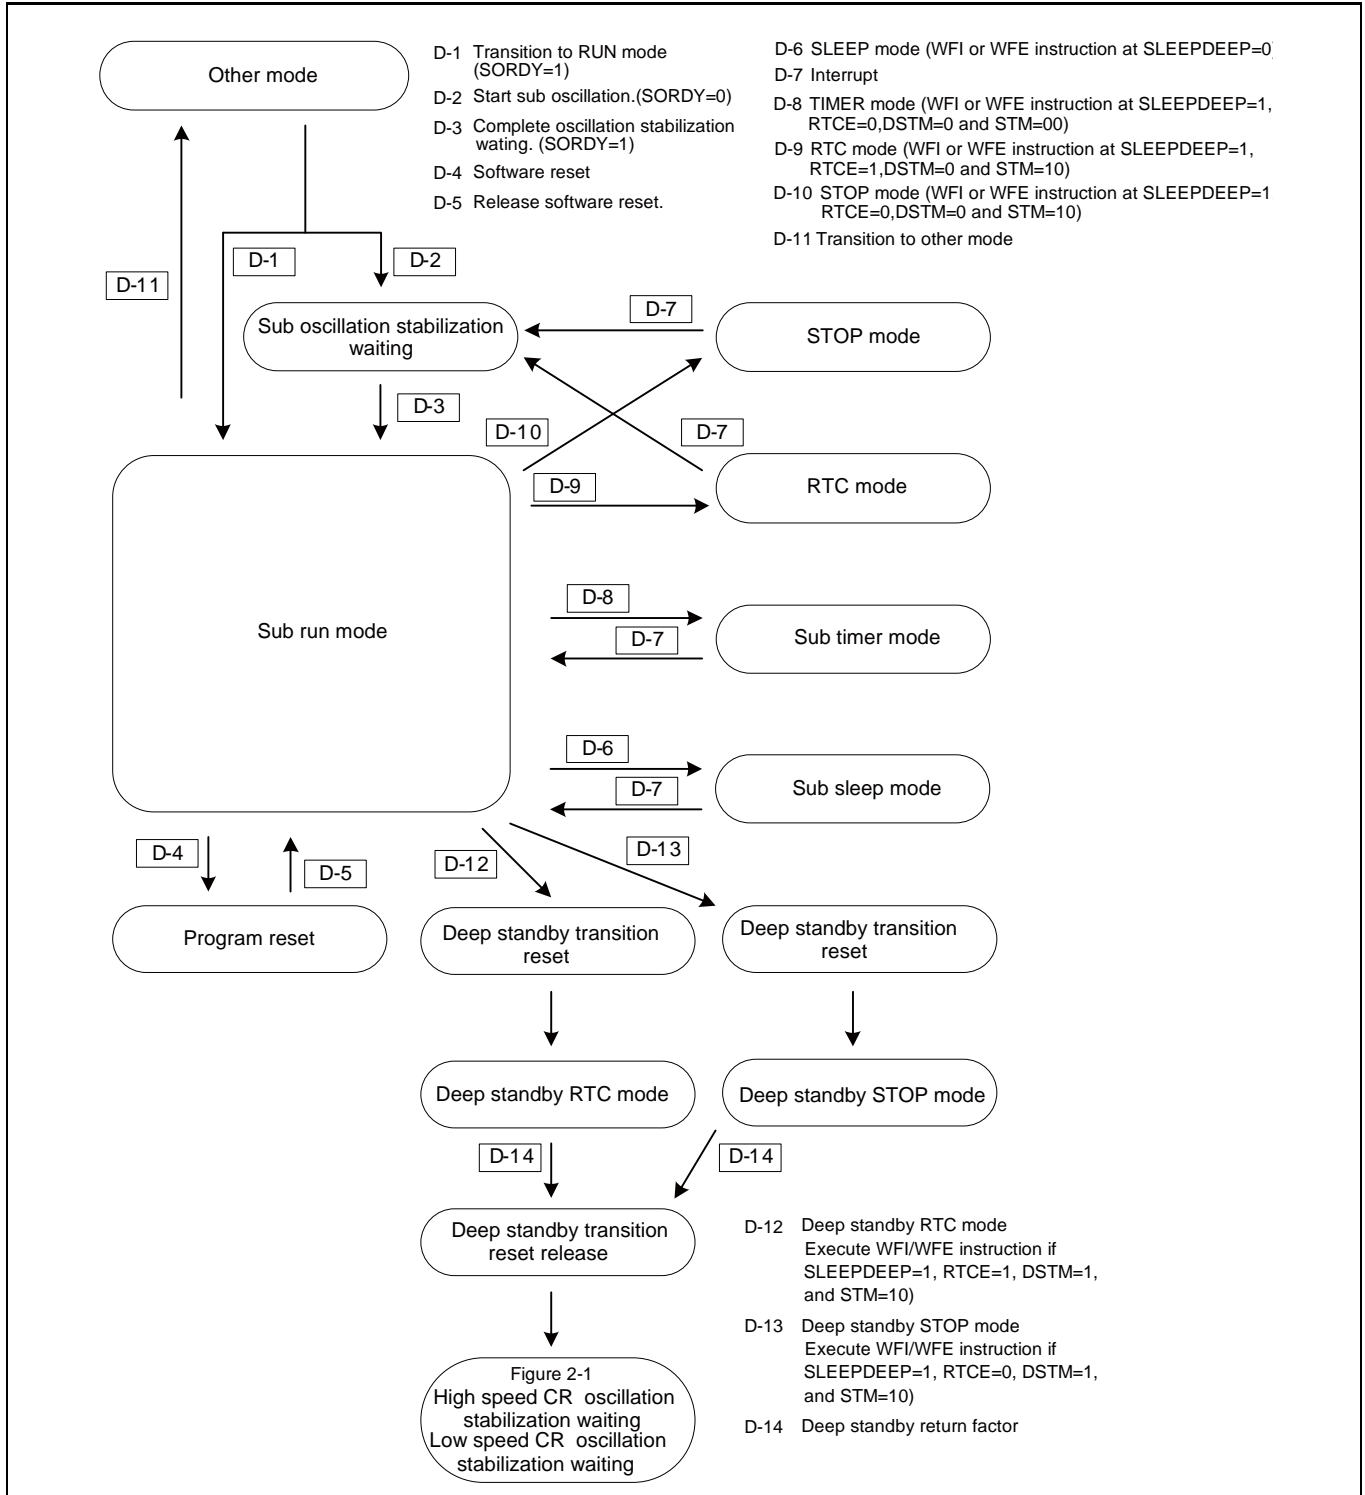 Other mode
D-1 Transition to RUN mode
(SORDY=1)
D-2 Start sub oscillation.(SORDY=0)
D-3 Complete oscillation stabilization
wating. (SORDY=1)
D-4 Software reset
D-5 Release software reset.
D-6 SLEEP mode (WFI or WFE instruction at SLEEPDEEP=0)
D-7 Interrupt
D-8 TIMER mode (WFI or WFE instruction at SLEEPDEEP=1,
RTCE=0,DSTM=0 and STM=00)
D-9 RTC mode (WFI or WFE instruction at SLEEPDEEP=1,
RTCE=1,DSTM=0 and STM=10)
D-10 STOP mode (WFI or WFE instruction at SLEEPDEEP=1
RTCE=0,DSTM=0 and STM=10)
D-11 Transition to other mode
D-11
D-1
D-2
Sub oscillation stabilization
waiting
D-7
STOP mode
D-3
D-10
D-7
D-9
RTC mode
Sub run mode
D-8
D-7
Sub timer mode
D-6
D-7
Sub sleep mode
D-4
D-5
D-12
D-13
Program reset
Deep standby transition
reset
Deep standby transition
reset
Deep standby RTC mode
Deep standby STOP mode
D-14
D-14
Deep standby transition
reset release
D-12 Deep standby RTC mode
Execute WFI/WFE instruction if
SLEEPDEEP=1, RTCE=1, DSTM=1,
and STM=10)
D-13 Deep standby STOP mode
Execute WFI/WFE instruction if
SLEEPDEEP=1, RTCE=0, DSTM=1,
and STM=10)
D-14 Deep standby return factor
Figure 2-1
High speed CR oscillation
stabilization waiting
Low speed CR oscillation
stabilization waiting